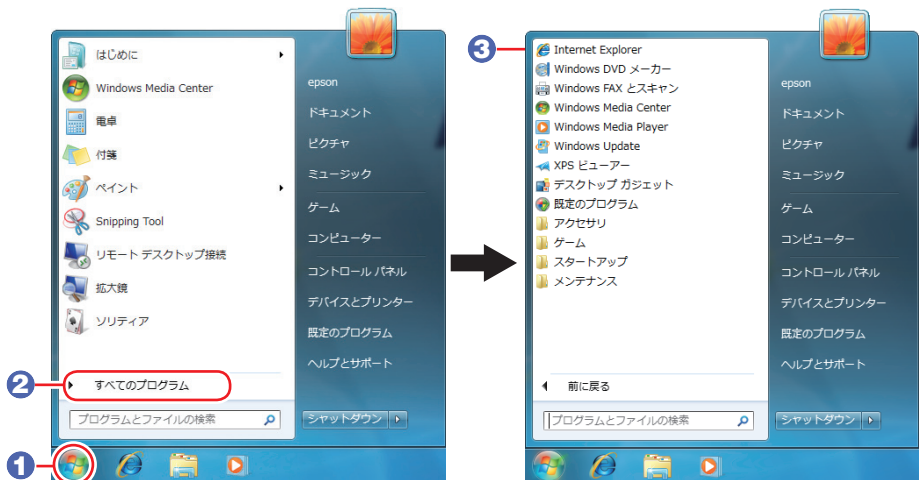 はじめに
Windows Media Center
電卓
付箋
ペイント
Snipping Tool
リモート デスクトップ接続
拡大鏡
ソリティア
2
すべてのプログラム
プログラムとファイルの検索
1
epson
ドキュメント
ピクチャ
ミュージック
ゲーム
コンピューター
コントロール パネル
デバイスとプリンター
既定のプログラム
ヘルプとサポート
シャットダウン
3
Internet Explorer
Windows DVD メーカー
Windows FAX とスキャン
Windows Media Center
Windows Media Player
Windows Update
XPS ビューアー
デスクトップ ガジェット
既定のプログラム
アクセサリ
ゲーム
スタートアップ
メンテナンス
前に戻る
プログラムとファイルの検索
epson
ドキュメント
ピクチャ
ミュージック
ゲーム
コンピューター
コントロール パネル
デバイスとプリンター
既定のプログラム
ヘルプとサポート
シャットダウン